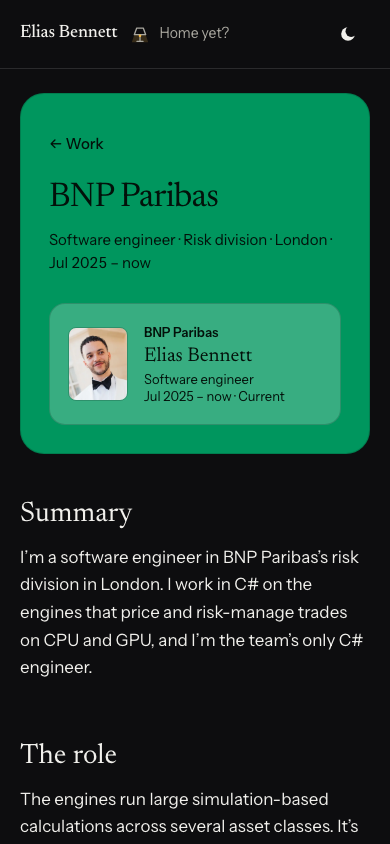 Elias Bennett
Home yet?
← Work
BNP Paribas
Software engineer · Risk division · London ·
Jul 2025 – now
BNP Paribas
Elias Bennett
Software engineer
Jul 2025 – now · Current
Summary
I’m a software engineer in BNP Paribas’s risk
division in London. I work in C# on the
engines that price and risk-manage trades
on CPU and GPU, and I’m the team’s only C#
engineer.
The role
The engines run large simulation-based
calculations across several asset classes. It’s